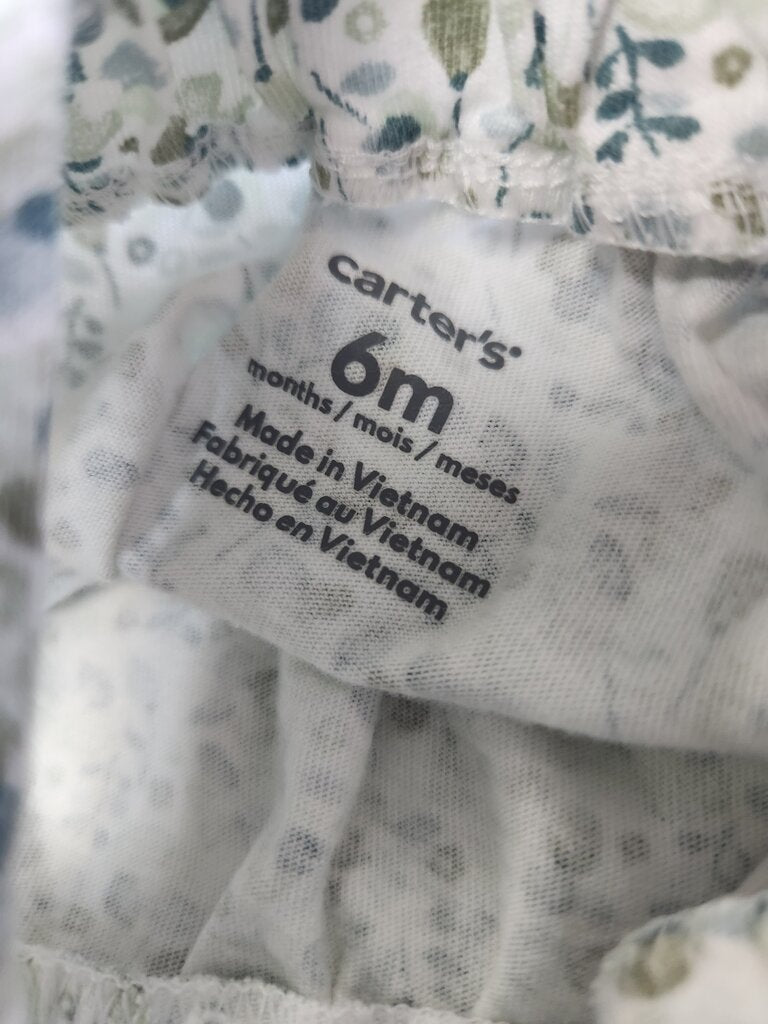 carter's
6m
months / mois / meses
Made in Vietnam
Fabriqué au Vietnam
Hecho en Vietnam